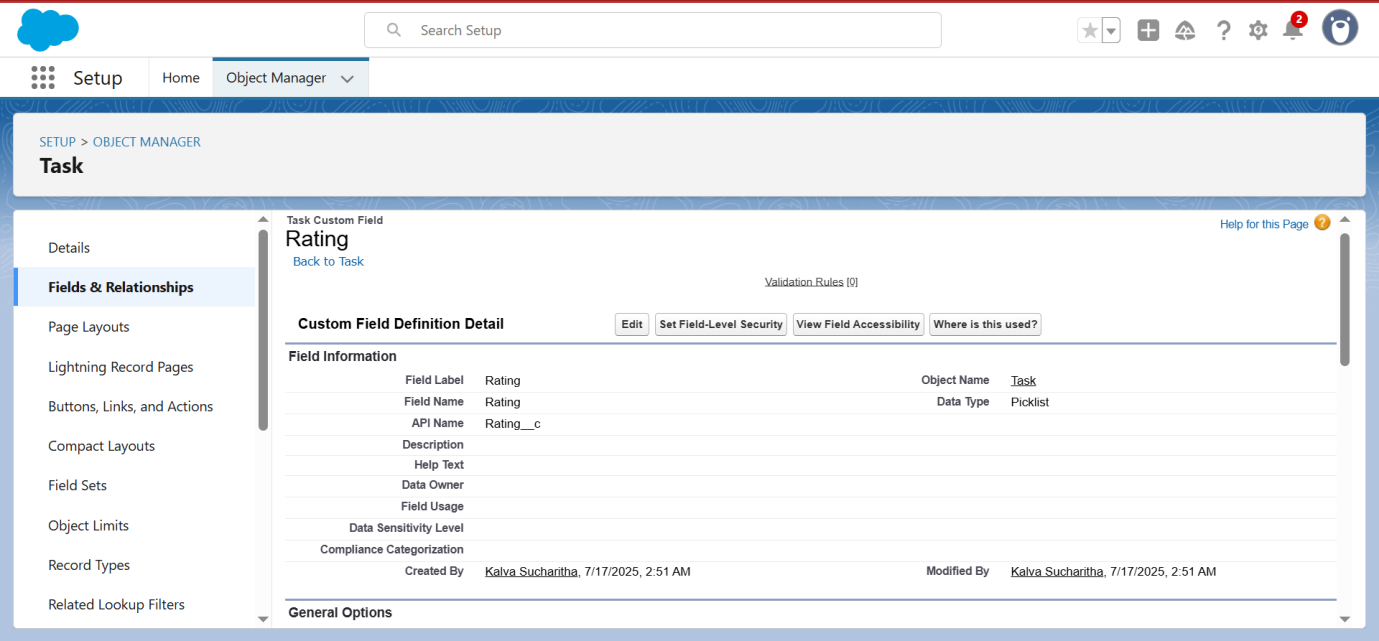 Search Setup
2
Setup
Home
Object Manager
SETUP > OBJECT MANAGER
Task
Details
Fields & Relationships
Page Layouts
Lightning Record Pages
Buttons, Links, and Actions
Compact Layouts
Field Sets
Object Limits
Record Types
Related Lookup Filters
Task Custom Field
Rating
Back to Task
Help for this Page ?
Validation Rules [0]
Custom Field Definition Detail
Edit
Set Field-Level Security
View Field Accessibility
Where is this used?
Field Information
Field Label Rating Object Name Task
Field Name Rating Data Type Picklist
API Name Rating__c
Description
Help Text
Data Owner
Field Usage
Data Sensitivity Level
Compliance Categorization
Created By Kalva Sucharitha, 7/17/2025, 2:51 AM Modified By Kalva Sucharitha, 7/17/2025, 2:51 AM
General Options